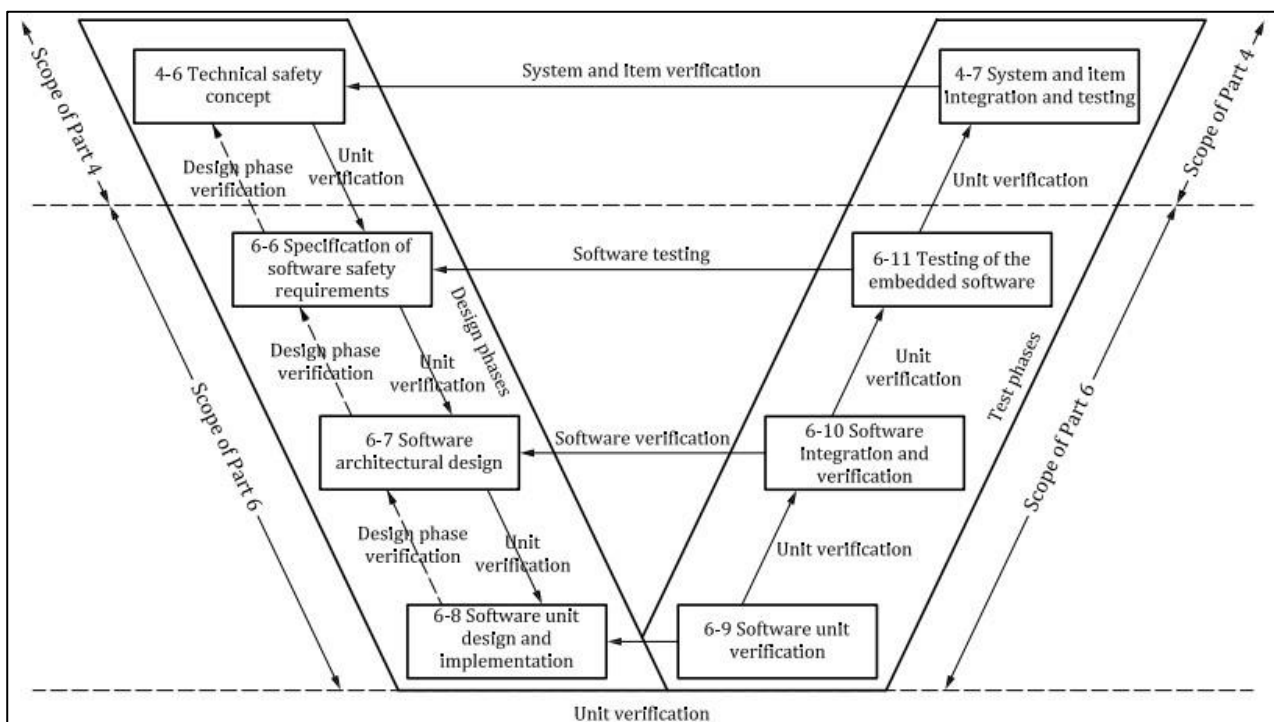 Scope of Part 4
4-6 Technical safety
concept
System and item verification
4-7 System and item
integration and testing
Scope of Part 4
Design phase
verification
Unit
verification
Unit verification
6-6 Specification of
software safety
requirements
Software testing
6-11 Testing of the
embedded software
Design phases
Design phase
verification
Unit
verification
Unit
verification
Test phases
Scope of Part 6
6-7 Software
architectural design
Software verification
6-10 Software
integration and
verification
Scope of Part 6
Design phase
verification
Unit
verification
Unit verification
6-8 Software unit
design and
implementation
6-9 Software unit
verification
Unit verification